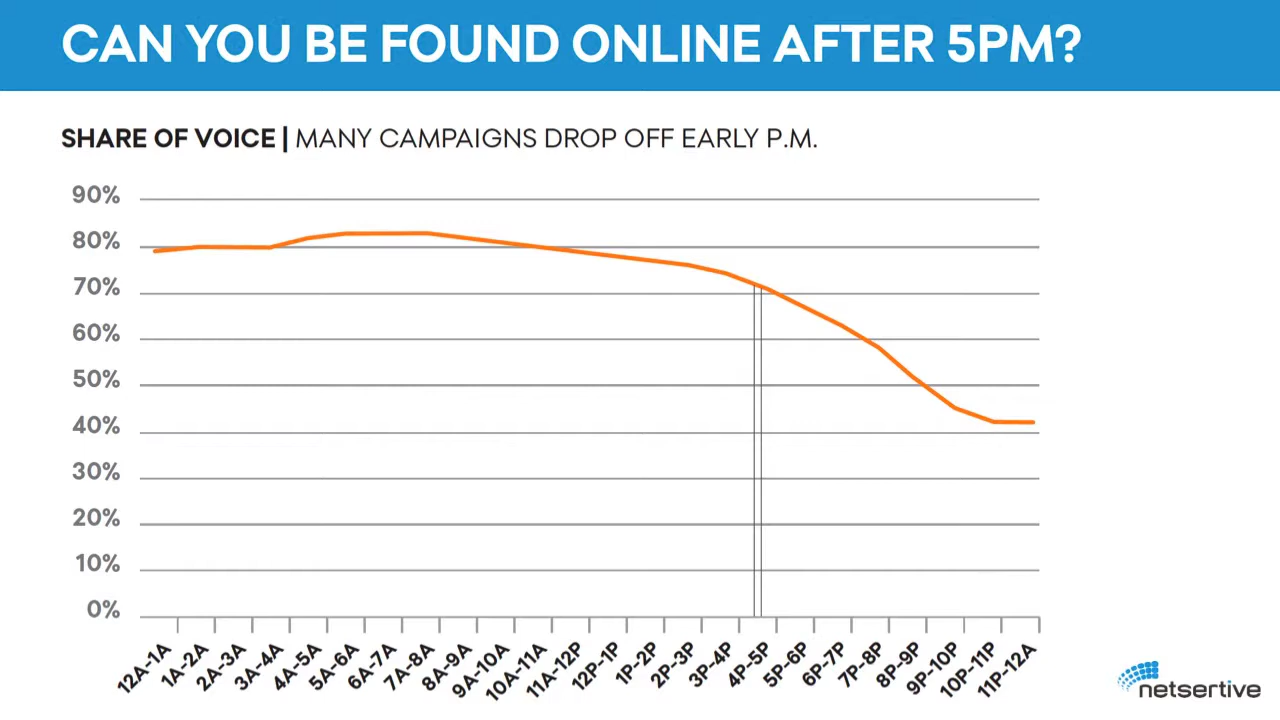 CAN YOU BE FOUND ONLINE AFTER 5PM?
SHARE OF VOICE | MANY CAMPAIGNS DROP OFF EARLY P.M.
90%
80%
70%
60%
50%
40%
30%
20%
10%
0%
12A-1A
1A-2A
2A-3A
3A-4A
4A-5A
5A-6A
6A-7A
7A-8A
8A-9A
9A-10A
10A-11A
11A-12P
12P-1P
1P-2P
2P-3P
3P-4P
4P-5P
5P-6P
6P-7P
7P-8P
8P-9P
9P-10P
10P-11P
11P-12A
netsertive